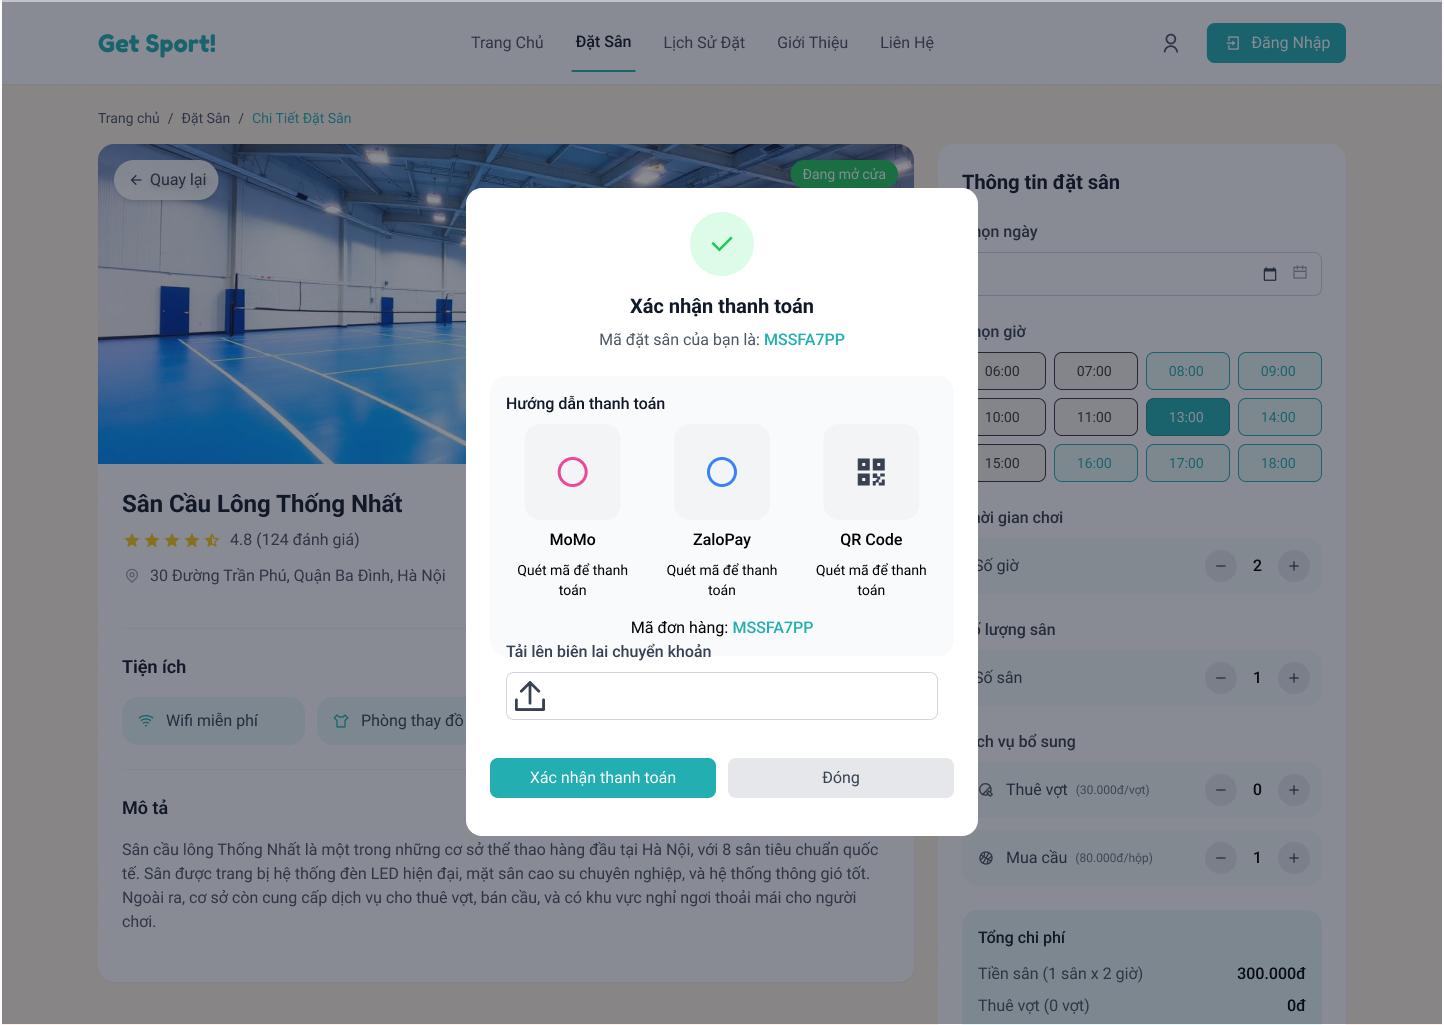 Get Sport!
Trang Chủ
Đặt Sân
Lịch Sử Đặt
Giới Thiệu
Liên Hệ
Đăng Nhập
Trang chủ / Đặt Sân / Chi Tiết Đặt Sân
Quay lại
Đang mở cửa
Sân Cầu Lông Thống Nhất
4.8 (124 đánh giá)
30 Đường Trần Phú, Quận Ba Đình, Hà Nội
Tiện ích
Wifi miễn phí
Phòng thay đồ
Mô tả
Sân cầu lông Thống Nhất là một trong những cơ sở thể thao hàng đầu tại Hà Nội, với 8 sân tiêu chuẩn quốc
tế. Sân được trang bị hệ thống đèn LED hiện đại, mặt sân cao su chuyên nghiệp, và hệ thống thông gió tốt.
Ngoài ra, cơ sở còn cung cấp dịch vụ cho thuê vợt, bán cầu, và có khu vực nghỉ ngơi thoải mái cho người
chơi.
Xác nhận thanh toán
Mã đặt sân của bạn là: MSSFA7PP
Hướng dẫn thanh toán
MoMo
Quét mã để thanh
toán
ZaloPay
Quét mã để thanh
toán
QR Code
Quét mã để thanh
toán
Mã đơn hàng: MSSFA7PP
Tải lên biên lai chuyển khoản
Xác nhận thanh toán
Đóng
Thông tin đặt sân
ọn ngày
ọn giờ
06:00
07:00
08:00
09:00
10:00
11:00
13:00
14:00
15:00
16:00
17:00
18:00
ời gian chơi
Số giờ
2
lượng sân
Số sân
1
ch vụ bổ sung
Thuê vợt (30.000đ/vợt)
0
Mua cầu (80.000đ/hộp)
1
Tổng chi phí
Tiền sân (1 sân x 2 giờ)
300.000đ
Thuê vợt (0 vợt)
0đ